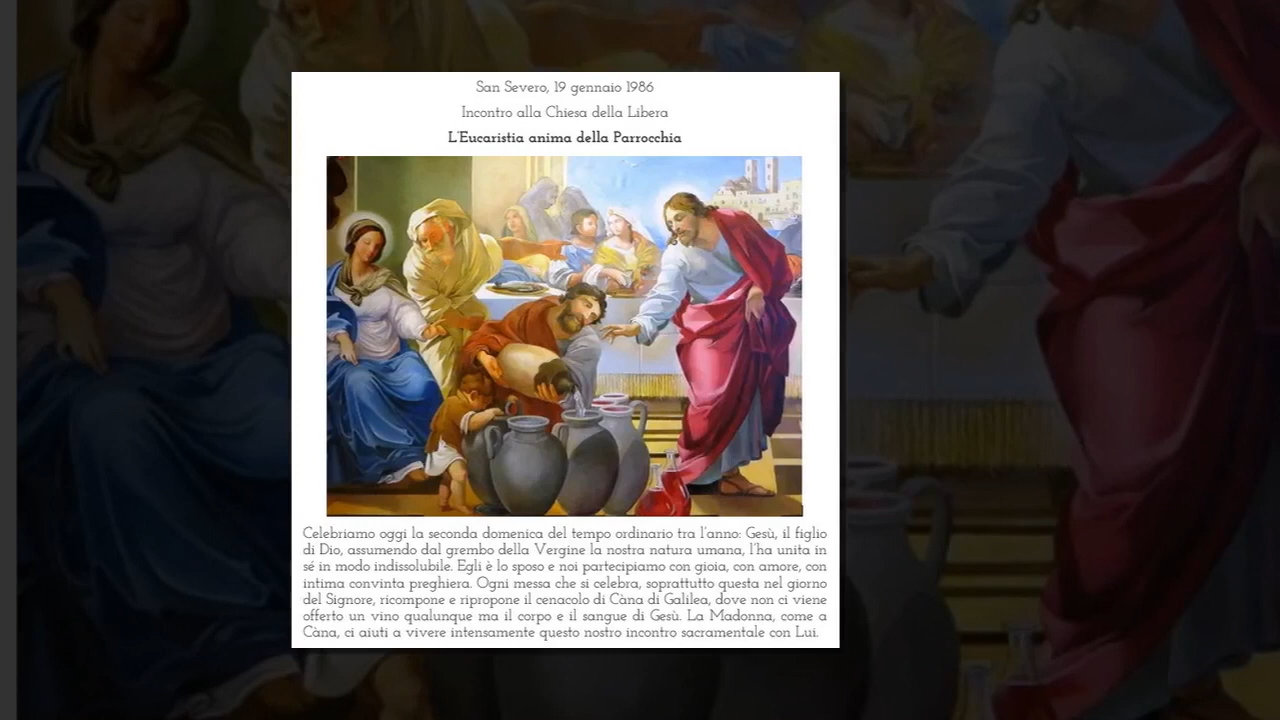 San Severo, 19 gennaio 1986
Incontro alla Chiesa della Libera
L'Eucaristia anima della Parrocchia
Celebriamo oggi la seconda domenica del tempo ordinario tra l'anno: Gesù, il figlio
di Dio, assumendo dal grembo della Vergine la nostra natura umana, l'ha unita in
sé in modo indissolubile. Egli è lo sposo e noi partecipiamo con gioia, con amore, con
intima convinta preghiera. Ogni messa che si celebra, soprattutto questa nel giorno
del Signore, ricompone e ripropone il cenacolo di Càna di Galilea, dove non ci viene
offerto un vino qualunque ma il corpo e il sangue di Gesù. La Madonna, come a
Càna, ci aiuti a vivere intensamente questo nostro incontro sacramentale con Lui.